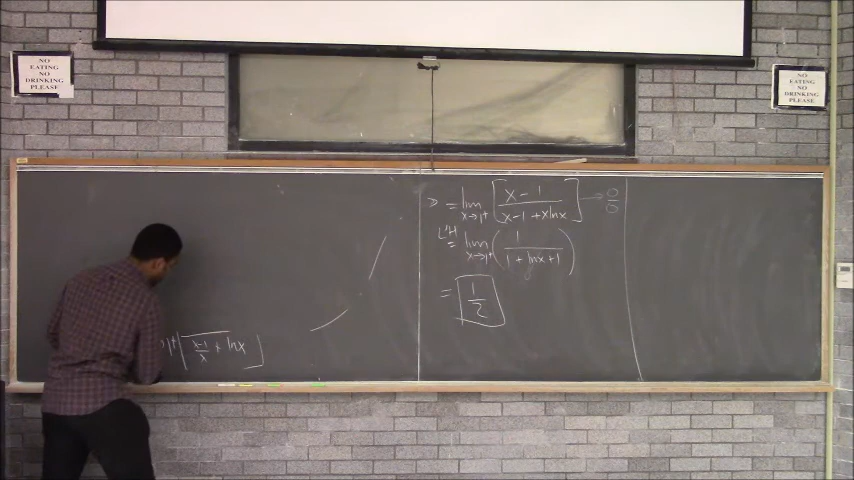 NO
EATING
NO
DRINKING
PLEASE
NO
EATING
NO
DRINKING
PLEASE
x-1
x
+ lnx
= lim x→1+ [ x-1 / x-1+xlnx ] → 0/0
L'H = lim x→1+ ( 1 / 1+lnx+1 )
= 1/2